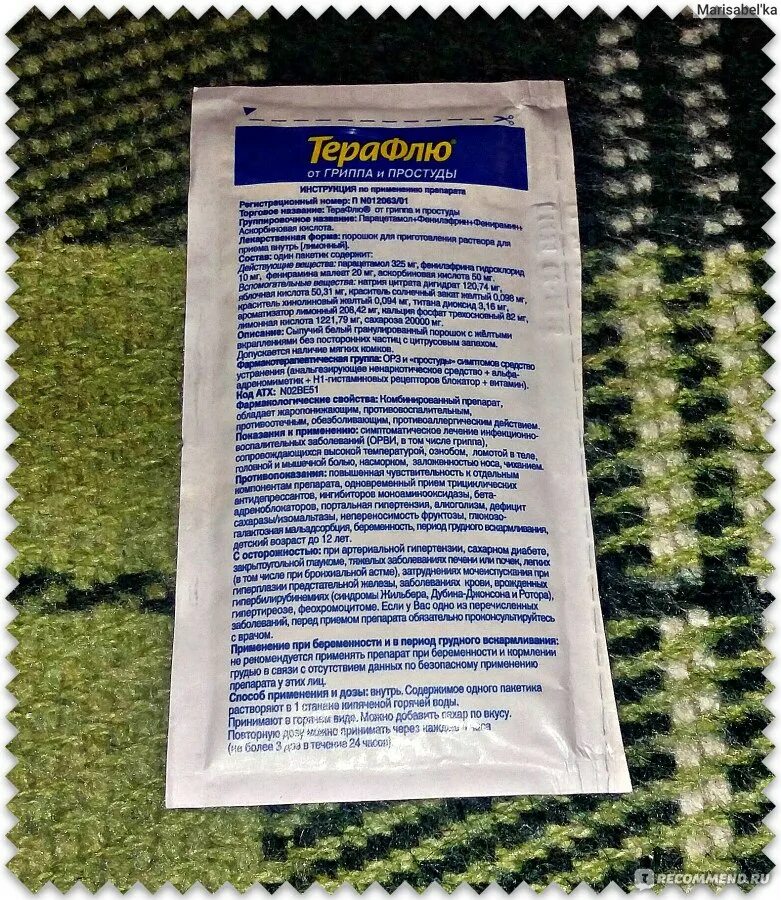 Marisabel'ka
ТераФлю®
от ГРИППА и ПРОСТУДЫ
ИНСТРУКЦИЯ по применению препарата
Регистрационный номер: П N012063/01
Торговое название: ТераФлю® от гриппа и простуды
Группировочное название: Парацетамол+Фенилэфрин+Фенирамин+
Аскорбиновая кислота.
Лекарственная форма: порошок для приготовления раствора для
приема внутрь [лимонный].
Состав: один пакетик содержит:
Действующие вещества: парацетамол 325 мг, фенилэфрина гидрохлорид
10 мг, фенирамина малеат 20 мг, аскорбиновая кислота 50 мг.
Вспомогательные вещества: натрия цитрата дигидрат 120,74 мг,
яблочная кислота 50,31 мг, краситель солнечный закат желтый 0,098 мг,
краситель хинолиновый желтый 0,094 мг, титана диоксид 3,16 мг,
ароматизатор лимонный 208,42 мг, кальция фосфат трехосновный 82 мг,
лимонная кислота 1221,79 мг, сахароза 20000 мг.
Описание: Сыпучий белый гранулированный порошок с жёлтыми
вкраплениями без посторонних частиц с цитрусовым запахом.
Допускается наличие мягких комков.
Фармакотерапевтическая группа: ОРЗ и «простуды» симптомов средство
устранения (анальгезирующее ненаркотическое средство + альфа-
адреномиметик + H1-гистаминовых рецепторов блокатор + витамин).
Код АТХ: N02BE51
Фармакологические свойства: Комбинированный препарат,
обладает жаропонижающим, противовоспалительным,
противоотечным, обезболивающим, противоаллергическим действием.
Показания к применению: симптоматическое лечение инфекционно-
воспалительных заболеваний (ОРВИ, в том числе гриппа),
сопровождающихся высокой температурой, ознобом, ломотой в теле,
головной и мышечной болью, насморком, заложенностью носа, чиханием.
Противопоказания: повышенная чувствительность к отдельным
компонентам препарата, одновременный прием трициклических
антидепрессантов, ингибиторов моноаминооксидазы, бета-
адреноблокаторов, портальная гипертензия, алкоголизм, дефицит
сахаразы/изомальтазы, непереносимость фруктозы, глюкозо-
галактозная мальадсорбция, беременность, период грудного вскармливания,
детский возраст до 12 лет.
С осторожностью: при артериальной гипертензии, сахарном диабете,
закрытоугольной глаукоме, тяжелых заболеваниях печени или почек, легких
(в том числе при бронхиальной астме), затруднениях мочеиспускания при
гиперплазии предстательной железы, заболеваниях крови, врожденных
гипербилирубинемиях (синдромы Жильбера, Дубина-Джонсона и Ротора),
гипертиреозе, феохромоцитоме. Если у Вас одно из перечисленных
заболеваний, перед приемом препарата обязательно проконсультируйтесь
с врачом.
Применение при беременности и в период грудного вскармливания:
не рекомендуется применять препарат при беременности и кормлении
грудью в связи с отсутствием данных по безопасному применению
препарата у этих лиц.
Способ применения и дозы: внутрь. Содержимое одного пакетика
растворяют в 1 стакане кипяченой горячей воды.
Принимают в горячем виде. Можно добавить сахар по вкусу.
Повторную дозу можно принимать через каждые часа
(не более 3 доз в течение 24 часов)
IRECOMMEND.RU